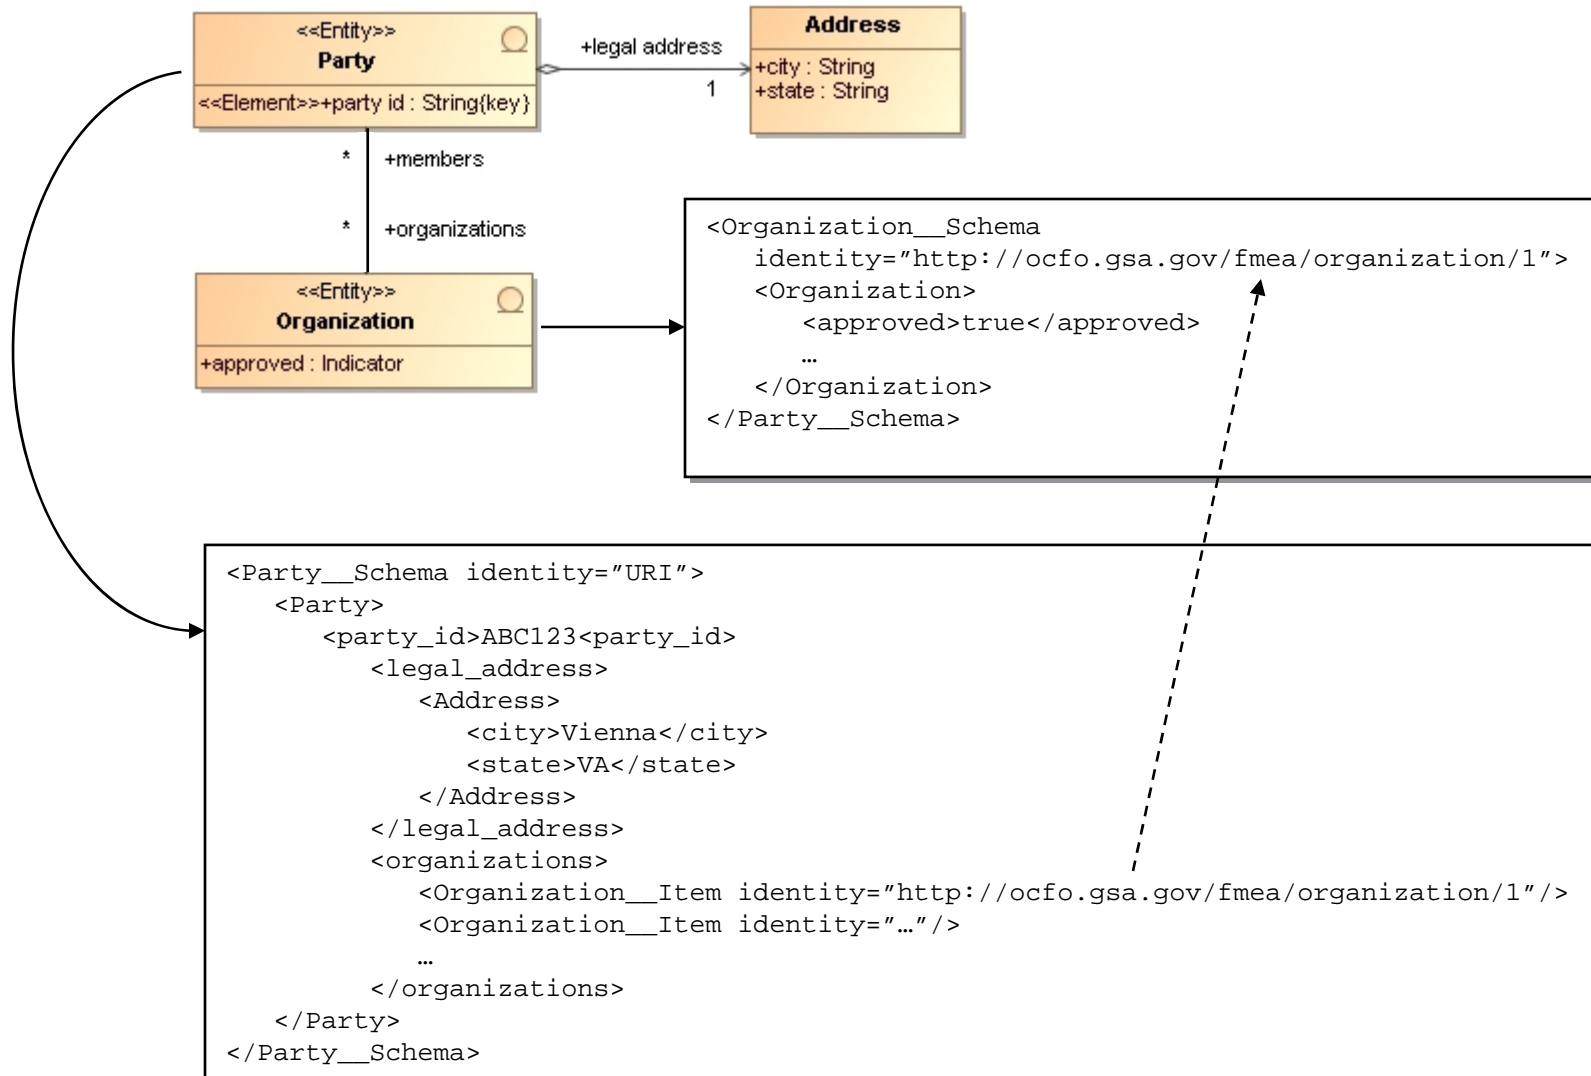 <<Entity>>
Party
<<Element>>+party id : String{key}
+legal address
1
Address
+city : String
+state : String
* +members
* +organizations
<<Entity>>
Organization
+approved : Indicator
<Organization__Schema
identity=″http://ocfo.gsa.gov/fmea/organization/1″>
<Organization>
<approved>true</approved>
…
</Organization>
</Party__Schema>
<Party__Schema identity=″URI″>
<Party>
<party_id>ABC123<party_id>
<legal_address>
<Address>
<city>Vienna</city>
<state>VA</state>
</Address>
</legal_address>
<organizations>
<Organization__Item identity=″http://ocfo.gsa.gov/fmea/organization/1″/>
<Organization__Item identity=″…″/>
…
</organizations>
</Party>
</Party__Schema>